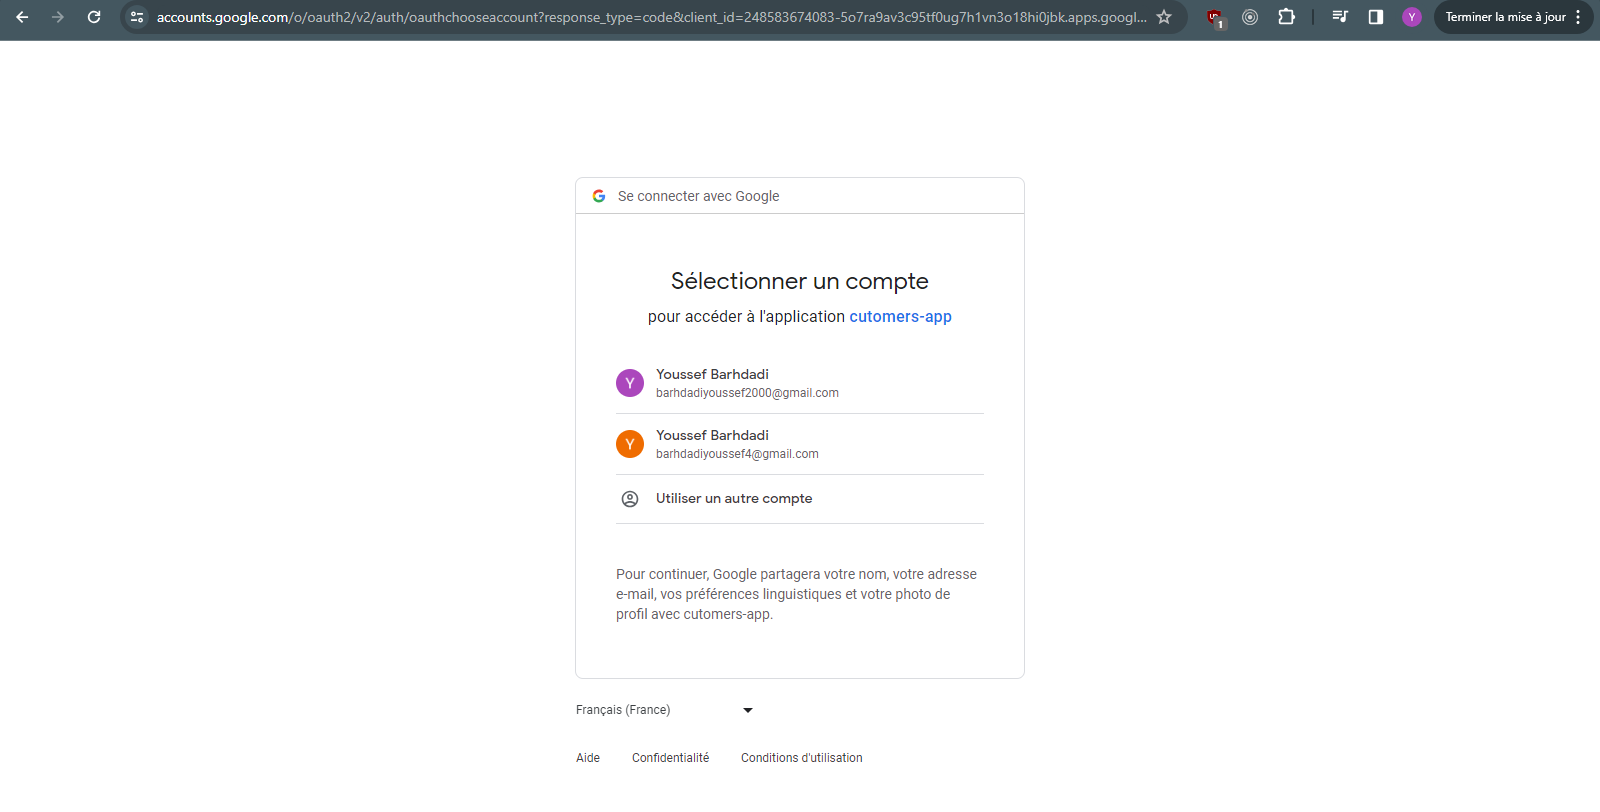 accounts.google.com/o/oauth2/v2/auth/oauthchooseaccount?response_type=code&client_id=248583674083-5o7ra9av3c95tf0ug7h1vn3o18hi0jbk.apps.googl...
1
Y
Terminer la mise à jour
Se connecter avec Google
Sélectionner un compte
pour accéder à l'application cutomers-app
Y
Youssef Barhdadi
barhdadiyoussef2000@gmail.com
Y
Youssef Barhdadi
barhdadiyoussef4@gmail.com
Utiliser un autre compte
Pour continuer, Google partagera votre nom, votre adresse
e-mail, vos préférences linguistiques et votre photo de
profil avec cutomers-app.
Français (France)
Aide Confidentialité Conditions d'utilisation